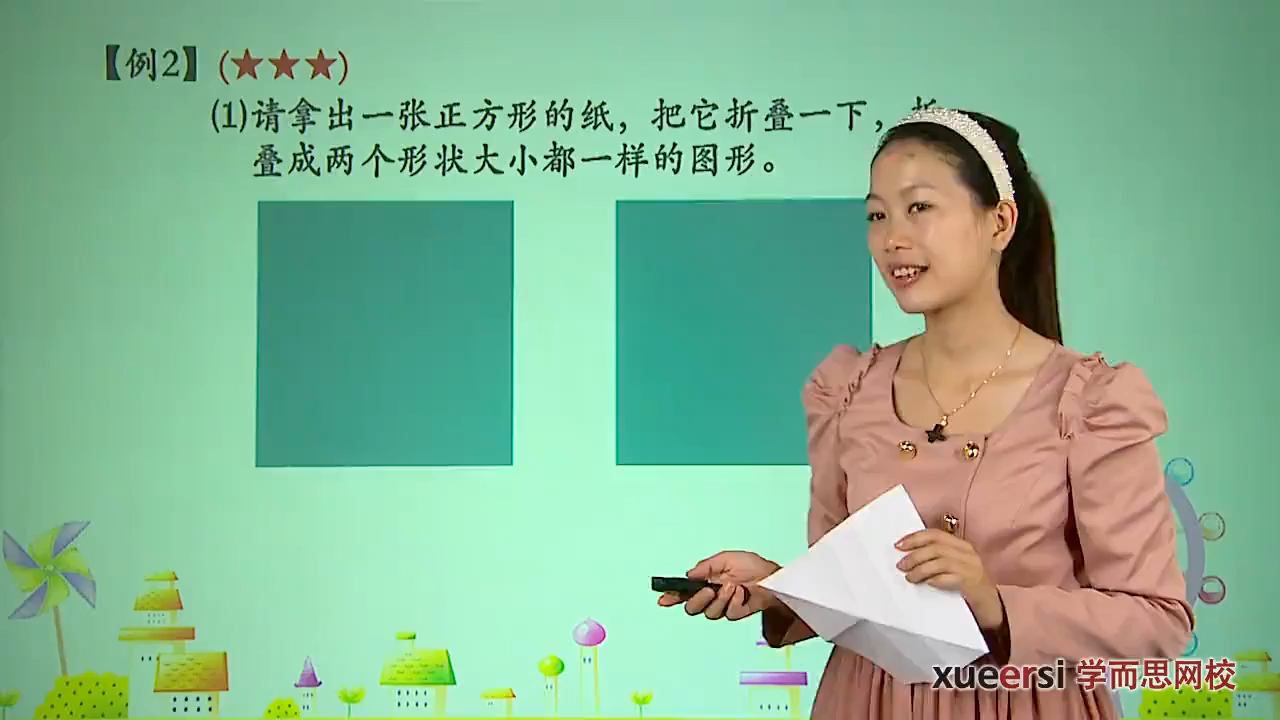 【例2】(★★★)
(1)请拿出一张正方形的纸，把它折叠一下，折
叠成两个形状大小都一样的图形。
xueersi 学而思网校